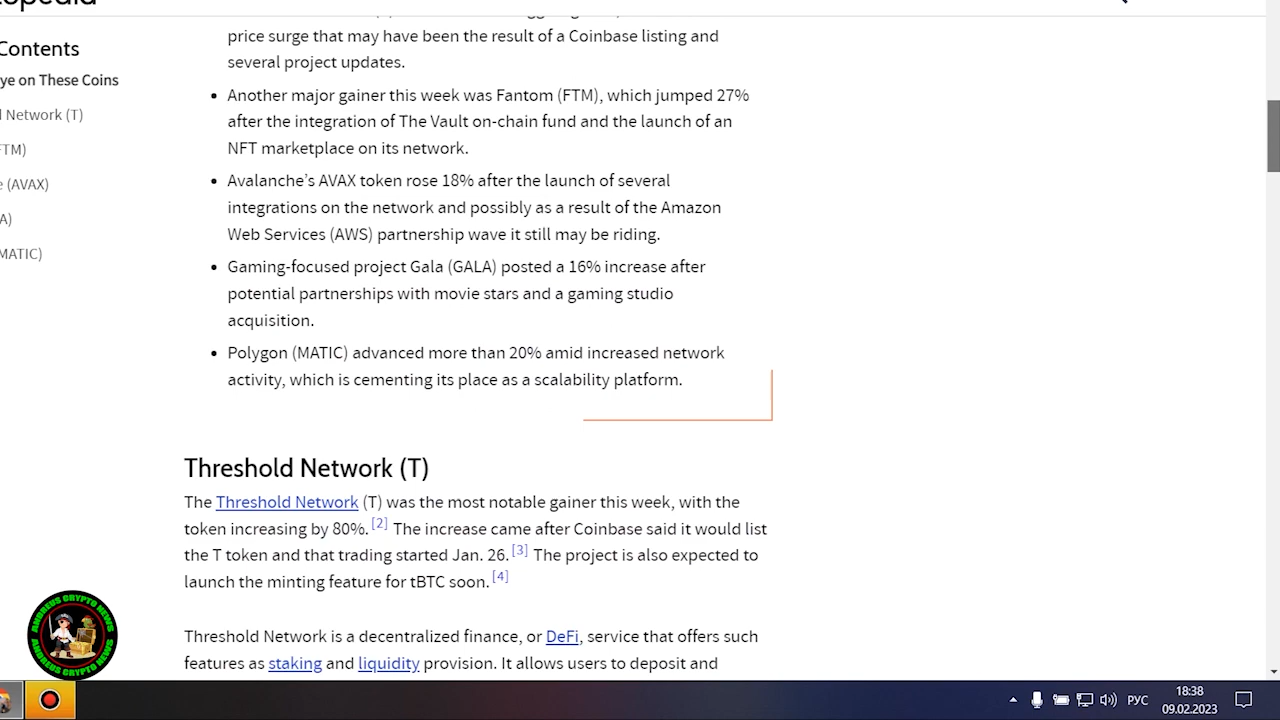 Contents
ye on These Coins
Network (T)
FTM)
e (AVAX)
A)
MATIC)
price surge that may have been the result of a Coinbase listing and
several project updates.
Another major gainer this week was Fantom (FTM), which jumped 27%
after the integration of The Vault on-chain fund and the launch of an
NFT marketplace on its network.
Avalanche’s AVAX token rose 18% after the launch of several
integrations on the network and possibly as a result of the Amazon
Web Services (AWS) partnership wave it still may be riding.
Gaming-focused project Gala (GALA) posted a 16% increase after
potential partnerships with movie stars and a gaming studio
acquisition.
Polygon (MATIC) advanced more than 20% amid increased network
activity, which is cementing its place as a scalability platform.
Threshold Network (T)
The Threshold Network (T) was the most notable gainer this week, with the
token increasing by 80%. [2] The increase came after Coinbase said it would list
the T token and that trading started Jan. 26. [3] The project is also expected to
launch the minting feature for tBTC soon. [4]
Threshold Network is a decentralized finance, or DeFi, service that offers such
features as staking and liquidity provision. It allows users to deposit and
ANDREUS CRYPTO NEWS
ANDREUS CRYPTO NEWS
РУС
18:38
09.02.2023